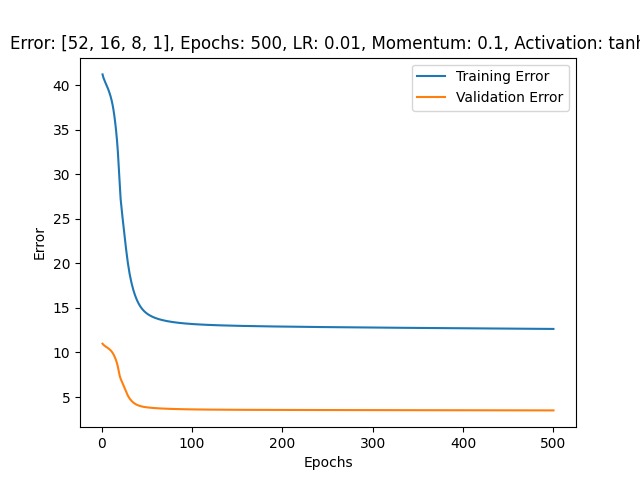 Error: [52, 16, 8, 1], Epochs: 500, LR: 0.01, Momentum: 0.1, Activation: tanh
Training Error
Validation Error
40
35
30
25
20
15
10
5
Error
0
100
200
300
400
500
Epochs